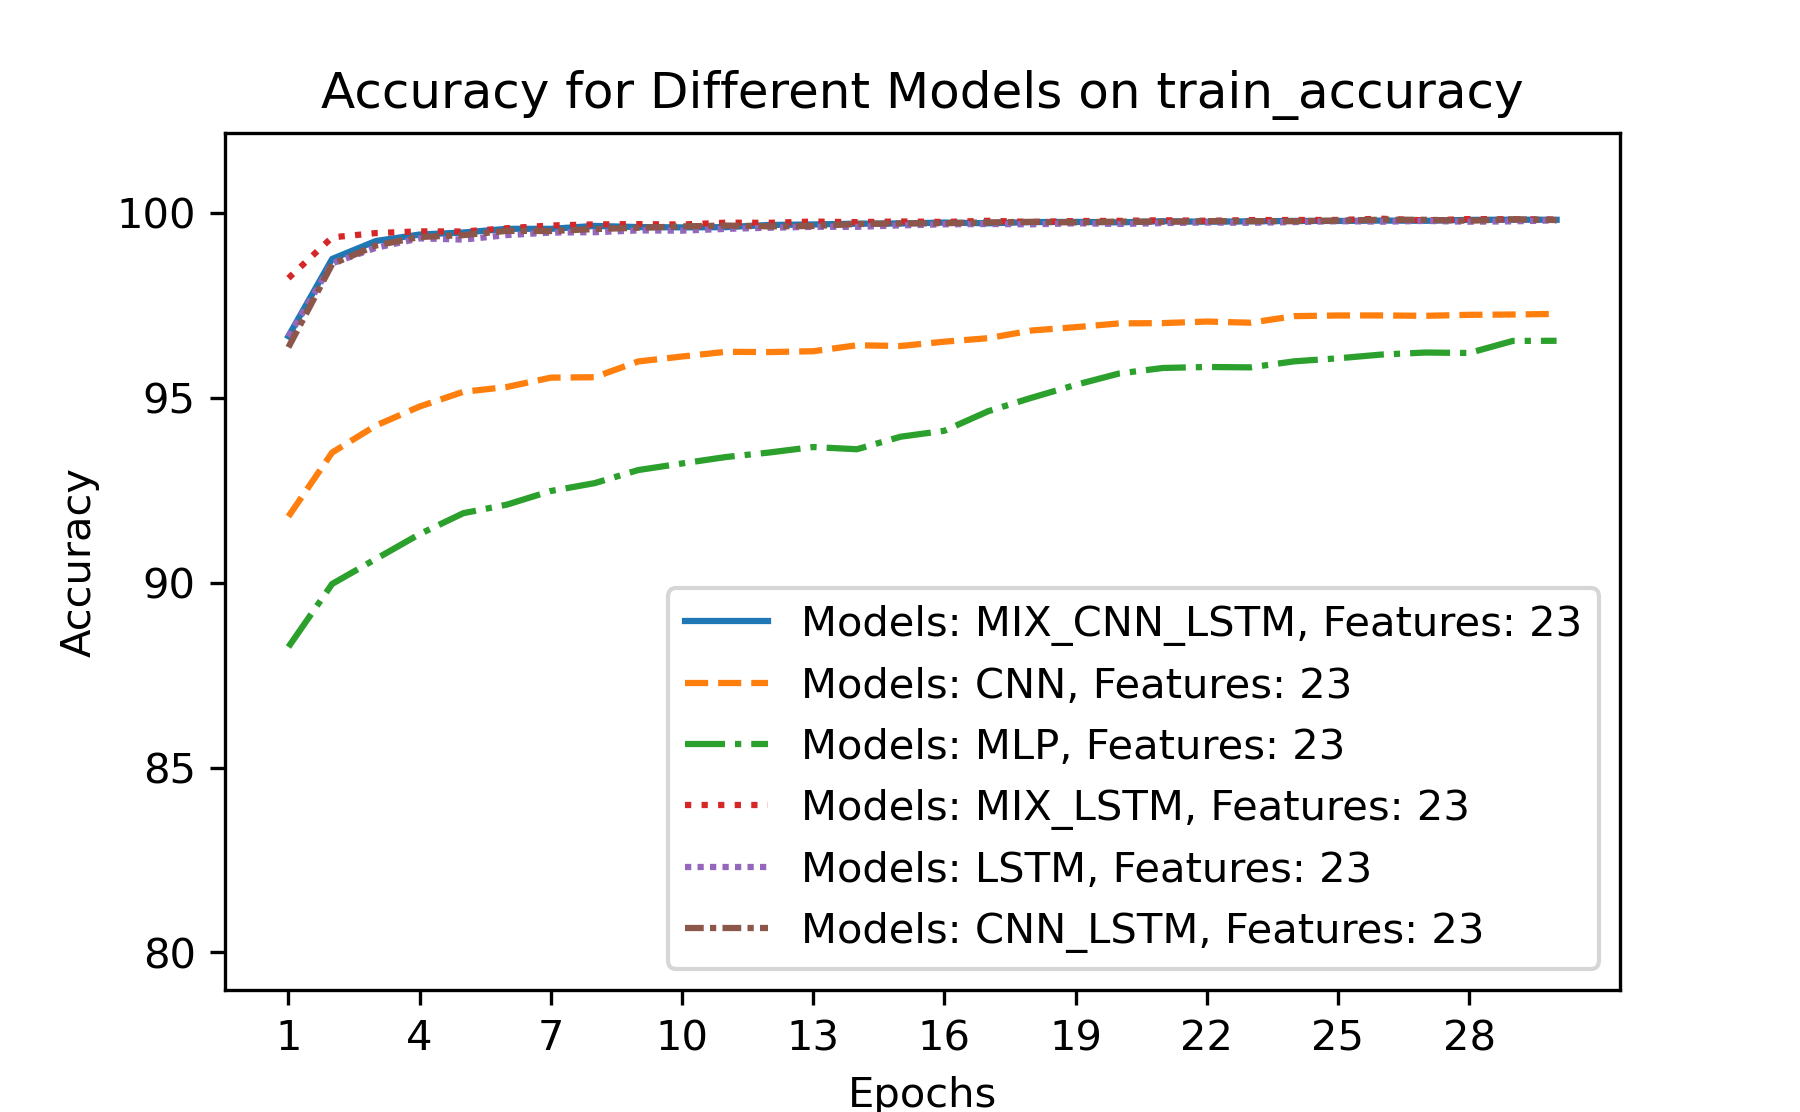 Accuracy for Different Models on train_accuracy
100
95
90
85
80
Accuracy
Models: MIX_CNN_LSTM, Features: 23
Models: CNN, Features: 23
Models: MLP, Features: 23
Models: MIX_LSTM, Features: 23
Models: LSTM, Features: 23
Models: CNN_LSTM, Features: 23
1 4 7 10 13 16 19 22 25 28
Epochs